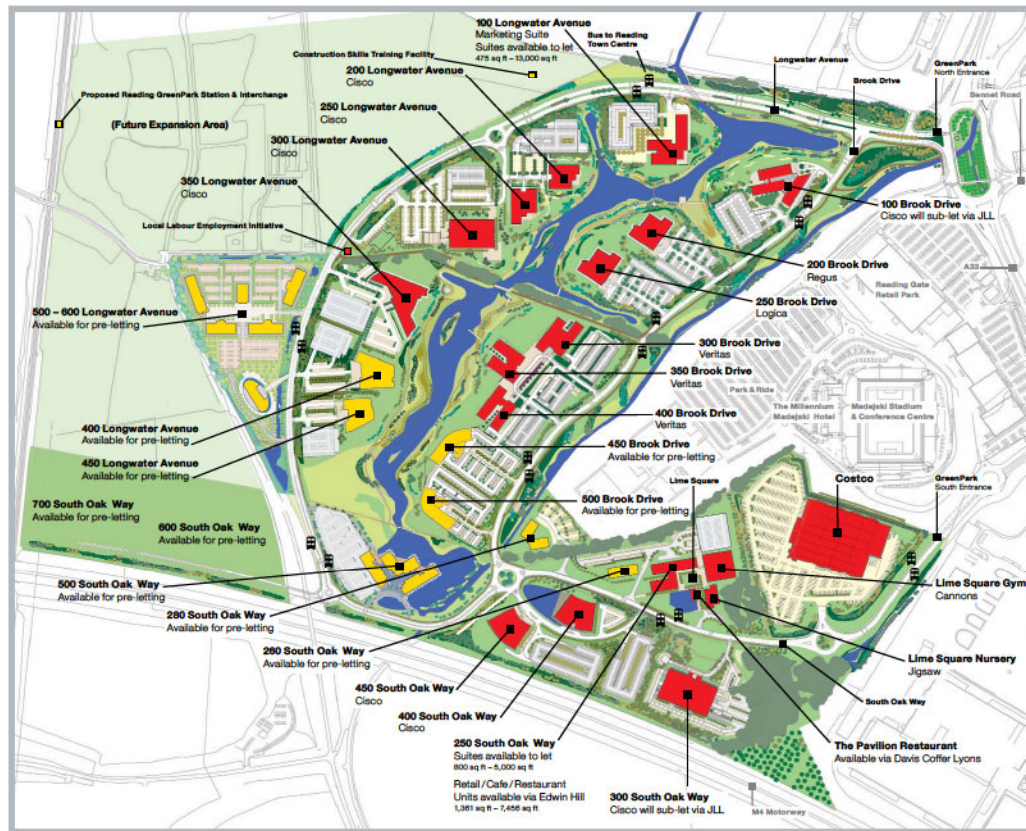 100 Longwater Avenue
Marketing Suite
Suites available to let
475 sq ft – 13,000 sq ft
Bus to Reading
Town Centre
Construction Skills Training Facility
Longwater Avenue
GreenPark
North Entrance
200 Longwater Avenue
Cisco
Brook Drive
Bennet Road
Proposed Reading GreenPark Station & Interchange
250 Longwater Avenue
Cisco
(Future Expansion Area)
300 Longwater Avenue
Cisco
350 Longwater Avenue
Cisco
100 Brook Drive
Cisco will sub-let via JLL
Local Labour Employment Initiative
200 Brook Drive
Regus
A33
Reading Gate
Retail Park
250 Brook Drive
Logica
500 – 600 Longwater Avenue
Available for pre-letting
300 Brook Drive
Veritas
350 Brook Drive
Veritas
Park & Ride
The Millennium
Madejski Hotel
Madejski Stadium
& Conference Centre
400 Brook Drive
Veritas
400 Longwater Avenue
Available for pre-letting
450 Brook Drive
Available for pre-letting
450 Longwater Avenue
Available for pre-letting
Lime Square
Costco
GreenPark
South Entrance
500 Brook Drive
Available for pre-letting
700 South Oak Way
Available for pre-letting
600 South Oak Way
Available for pre-letting
500 South Oak Way
Available for pre-letting
Lime Square Gym
Cannons
280 South Oak Way
Available for pre-letting
260 South Oak Way
Available for pre-letting
Lime Square Nursery
Jigsaw
450 South Oak Way
Cisco
South Oak Way
400 South Oak Way
Cisco
250 South Oak Way
Suites available to let
800 sq ft – 5,000 sq ft
Retail / Cafe / Restaurant
Units available via Edwin Hill
1,361 sq ft – 7,456 sq ft
The Pavilion Restaurant
Available via Davis Coffer Lyons
300 South Oak Way
Cisco will sub-let via JLL
M4 Motorway